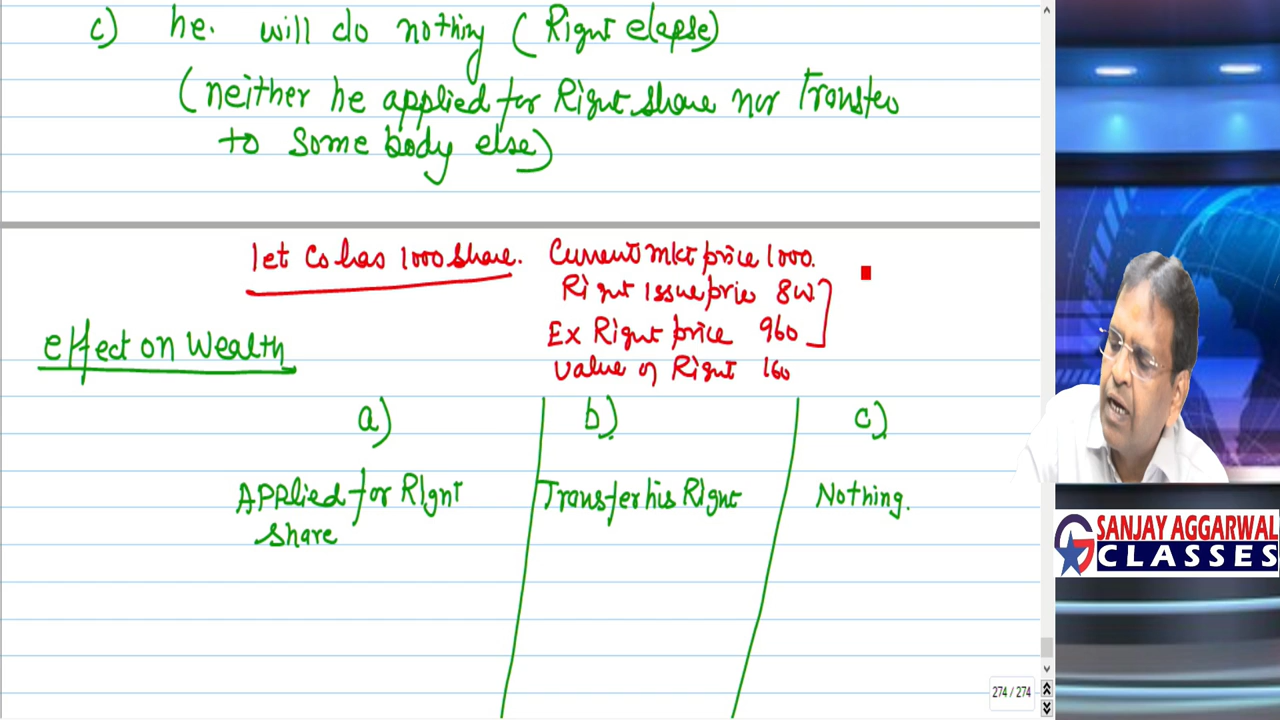 c) he. will do nothing (Right elapse)
(neither he applied for Right share nor Transfer
to somebody else)
let Co has 1000 share. Current mkt price 1000.
Right Issue price 800
Ex Right price 960
Value of Right 160
Effect on Wealth
a) b) c)
Applied for Right Transfer his Right Nothing.
share
SANJAY AGGARWAL
CLASSES
274 / 274